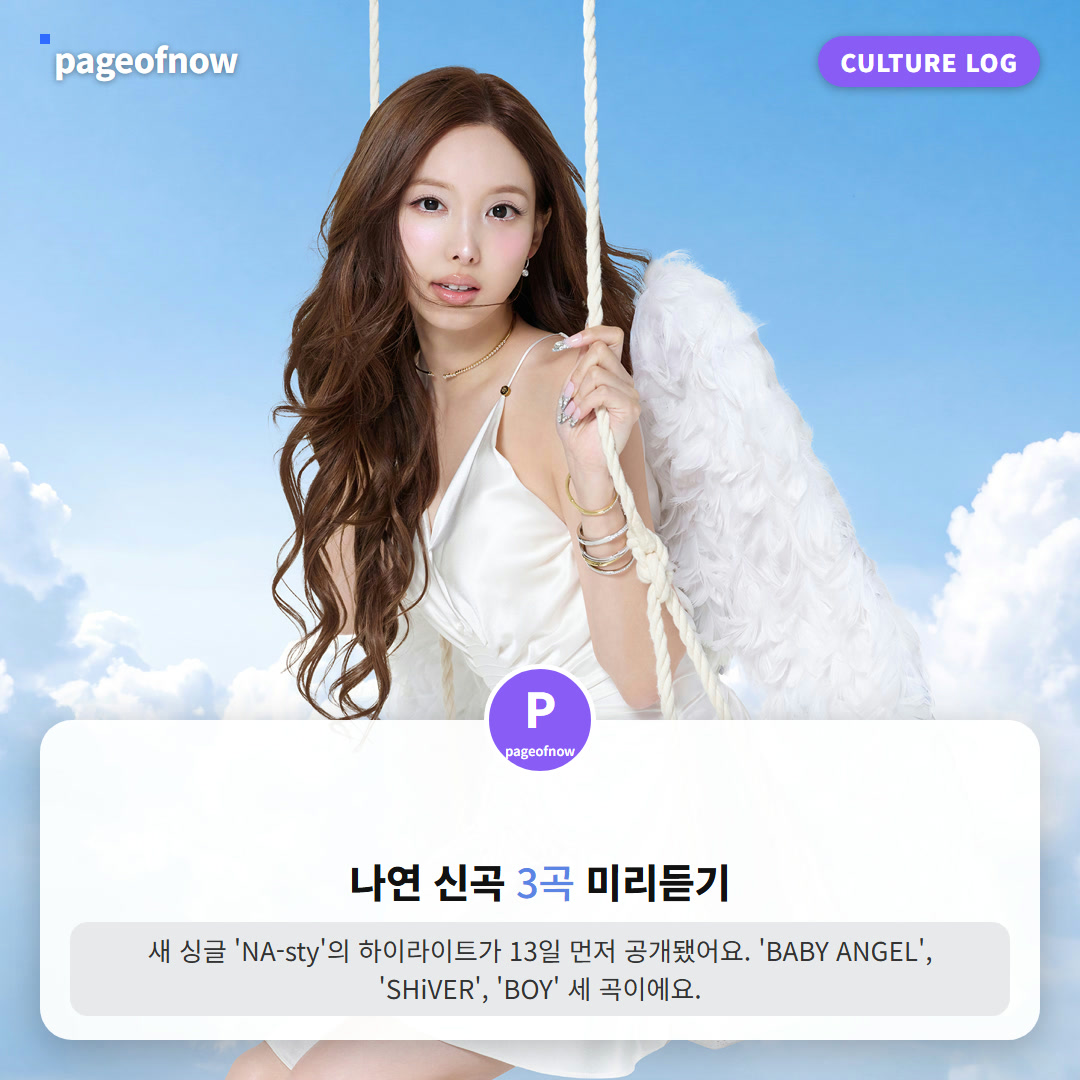 pageofnow
CULTURE LOG
P
pageofnow
나연 신곡 3곡 미리듣기
새 싱글 'NA-sty'의 하이라이트가 13일 먼저 공개됐어요. 'BABY ANGEL',
'SHiVER', 'BOY' 세 곡이에요.